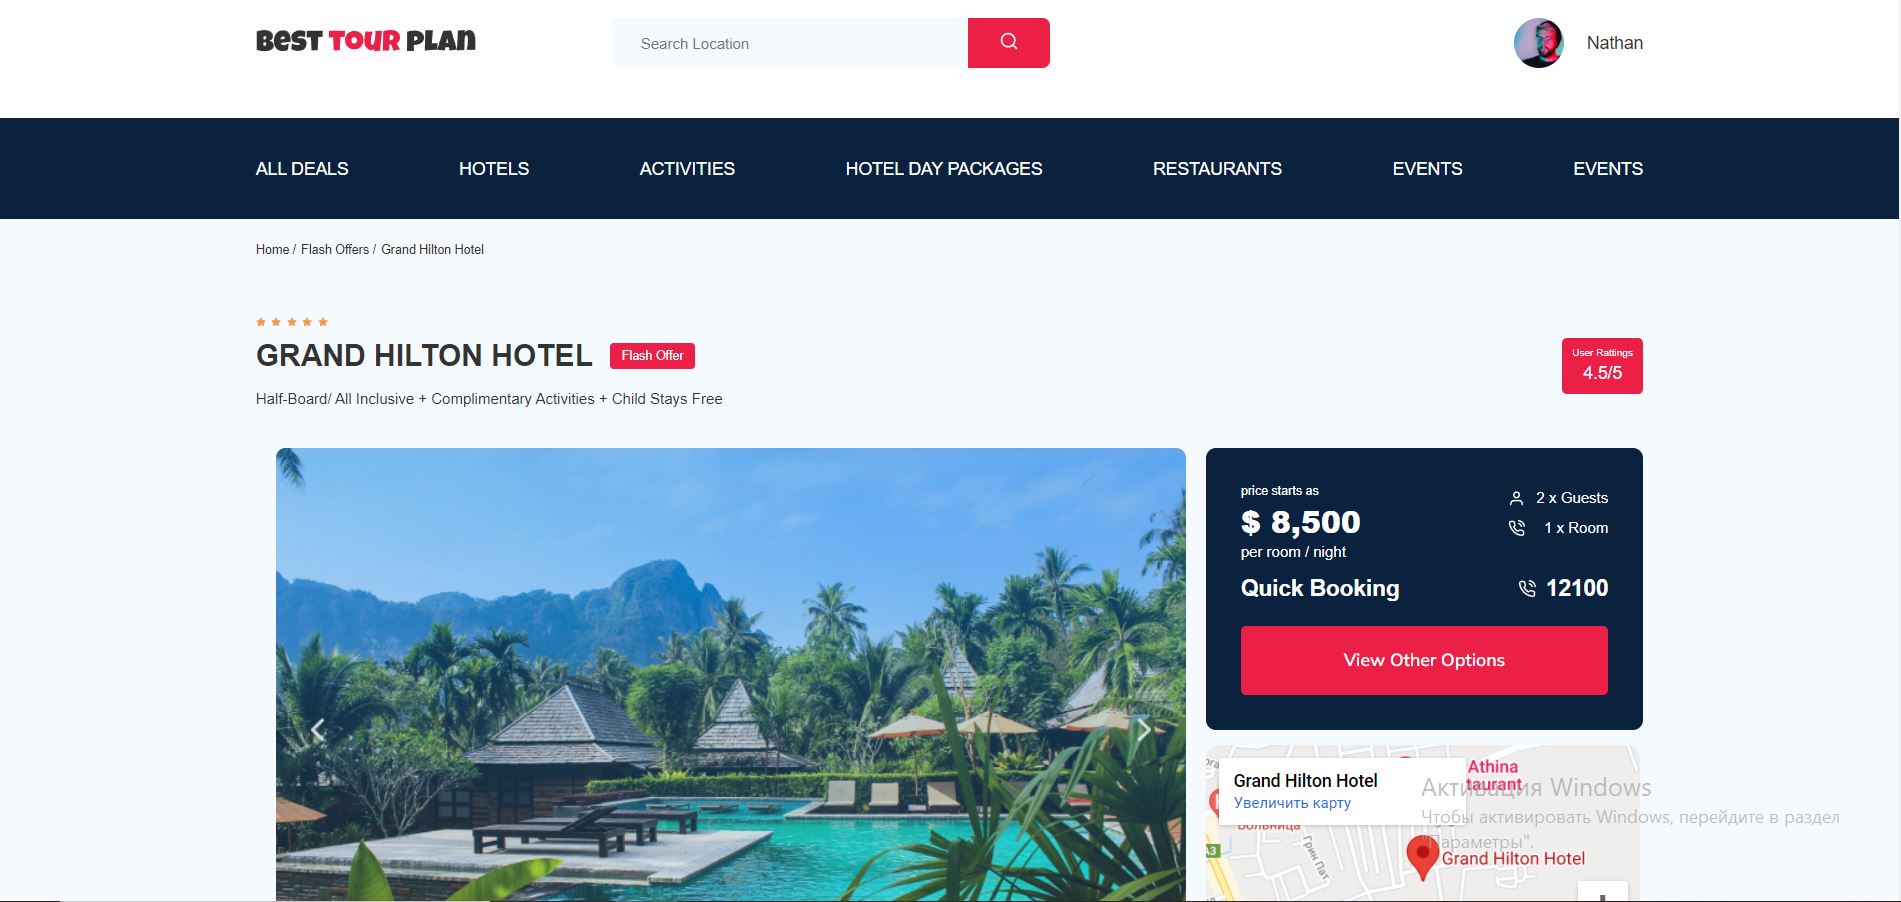 BEST TOUR PLAN
Search Location
Nathan
ALL DEALS
HOTELS
ACTIVITIES
HOTEL DAY PACKAGES
RESTAURANTS
EVENTS
EVENTS
Home / Flash Offers / Grand Hilton Hotel
GRAND HILTON HOTEL
Flash Offer
Half-Board/ All Inclusive + Complimentary Activities + Child Stays Free
User Rattings
4.5/5
price starts as
$ 8,500
per room / night
2 x Guests
1 x Room
Quick Booking
12100
View Other Options
Grand Hilton Hotel
Увеличить карту
Athina
taurant
Больница
Грин Пат
A3
Grand Hilton Hotel
Активация Windows
Чтобы активировать Windows, перейдите в раздел
"Параметры".